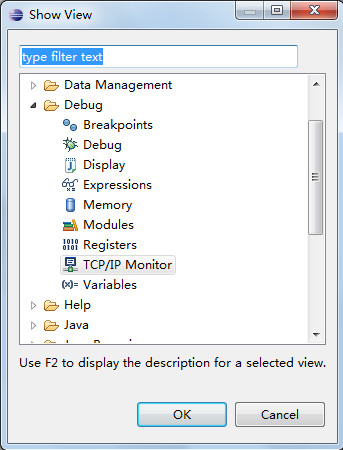 Show View
type filter text
Data Management
Debug
Breakpoints
Debug
Display
Expressions
Memory
Modules
Registers
TCP/IP Monitor
Variables
Help
Java
Use F2 to display the description for a selected view.
OK
Cancel